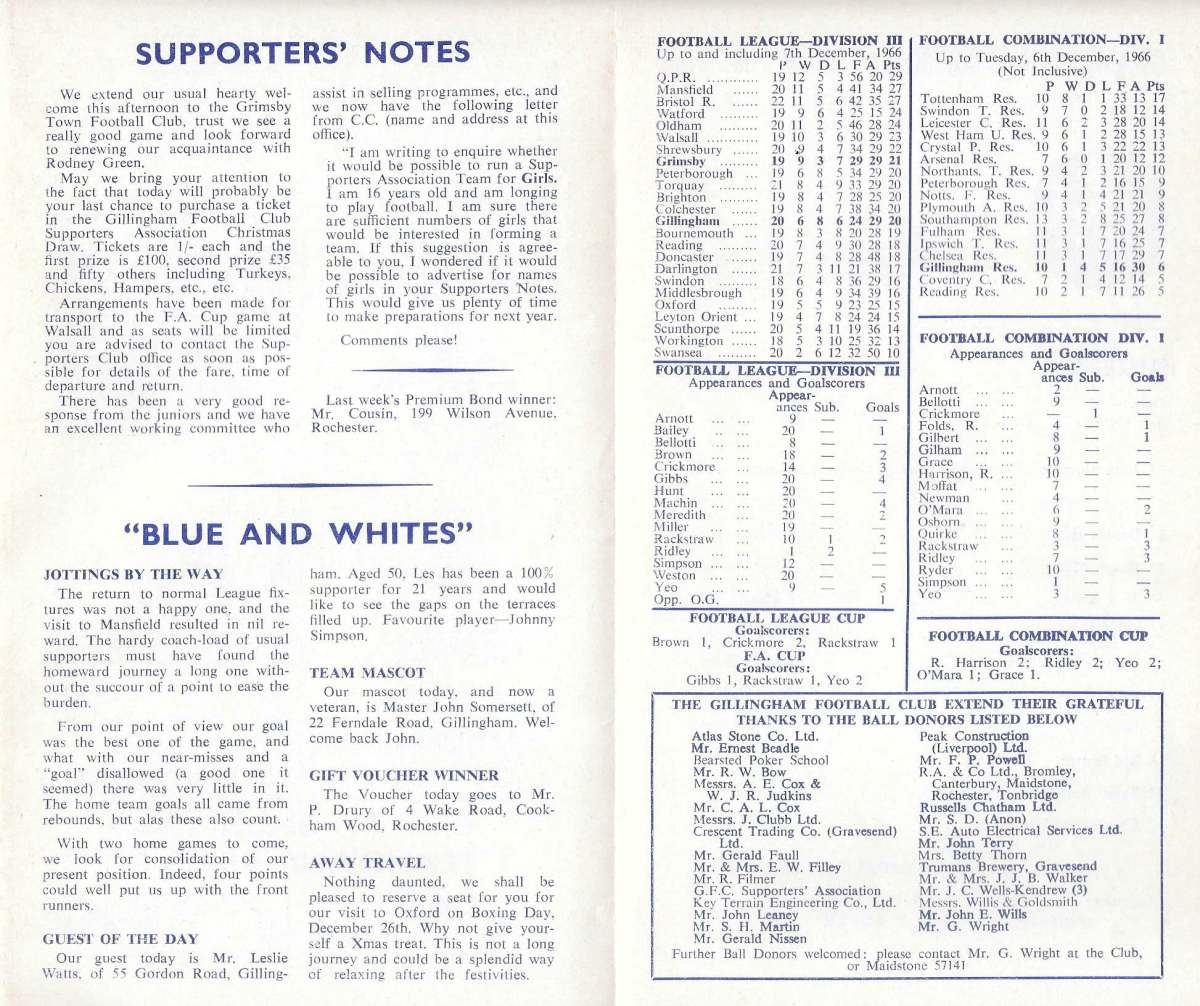 SUPPORTERS' NOTES
We extend our usual hearty wel-
come this afternoon to the Grimsby
Town Football Club, trust we see a
really good game and look forward
to renewing our acquaintance with
Rodney Green.
May we bring your attention to
the fact that today will probably be
your last chance to purchase a ticket
in the Gillingham Football Club
Supporters Association Christmas
Draw. Tickets are 1/- each and the
first prize is £100, second prize £35
and fifty others including Turkeys,
Chickens, Hampers, etc., etc.
Arrangements have been made for
transport to the F.A. Cup game at
Walsall and as seats will be limited
you are advised to contact the Sup-
porters Club office as soon as pos-
sible for details of the fare, time of
departure and return.
There has been a very good re-
sponse from the juniors and we have
an excellent working committee who
assist in selling programmes, etc., and
we now have the following letter
from C.C. (name and address at this
office).
"I am writing to enquire whether
it would be possible to run a Sup-
porters Association Team for Girls.
I am 16 years old and am longing
to play football. I am sure there
are sufficient numbers of girls that
would be interested in forming a
team. If this suggestion is agree-
able to you, I wondered if it would
be possible to advertise for names
of girls in your Supporters Notes.
This would give us plenty of time
to make preparations for next year.
Comments please!
Last week's Premium Bond winner:
Mr. Cousin, 199 Wilson Avenue,
Rochester.
"BLUE AND WHITES"
JOTTINGS BY THE WAY
The return to normal League fix-
tures was not a happy one, and the
visit to Mansfield resulted in nil re-
ward. The hardy coach-load of usual
supporters must have found the
homeward journey a long one with-
out the succour of a point to ease the
burden.
From our point of view our goal
was the best one of the game, and
what with our near-misses and a
"goal" disallowed (a good one it
seemed) there was very little in it.
The home team goals all came from
rebounds, but alas these also count.
With two home games to come,
we look for consolidation of our
present position. Indeed, four points
could well put us up with the front
runners.
GUEST OF THE DAY
Our guest today is Mr. Leslie
Watts, of 55 Gordon Road, Gilling-
ham. Aged 50, Les has been a 100%
supporter for 21 years and would
like to see the gaps on the terraces
filled up. Favourite player—Johnny
Simpson.
TEAM MASCOT
Our mascot today, and now a
veteran, is Master John Somersett, of
22 Ferndale Road, Gillingham. Wel-
come back John.
GIFT VOUCHER WINNER
The Voucher today goes to Mr.
P. Drury of 4 Wake Road, Cook-
ham Wood, Rochester.
AWAY TRAVEL
Nothing daunted, we shall be
pleased to reserve a seat for you for
our visit to Oxford on Boxing Day,
December 26th. Why not give your-
self a Xmas treat. This is not a long
journey and could be a splendid way
of relaxing after the festivities.
FOOTBALL LEAGUE—DIVISION III
Up to and including 7th December, 1966
P W D L F A Pts
Q.P.R. ............ 19 12 5 3 56 20 29
Mansfield ...... 20 11 5 4 41 34 27
Bristol R. ...... 22 11 5 6 42 35 27
Watford ......... 19 9 6 4 25 15 24
Oldham ......... 20 11 2 5 46 28 24
Walsall ......... 19 10 3 6 30 29 23
Shrewsbury ...... 20 9 4 7 34 29 22
Grimsby ......... 19 9 3 7 29 29 21
Peterborough ... 19 6 8 5 34 29 20
Torquay ......... 21 8 4 9 33 29 20
Brighton ......... 19 8 4 7 28 25 20
Colchester ...... 19 8 4 7 38 34 20
Gillingham ...... 20 6 8 6 24 29 20
Bournemouth ... 19 8 3 8 20 28 19
Reading ......... 20 7 4 9 30 28 18
Doncaster ...... 19 7 4 8 28 48 18
Darlington ...... 21 7 3 11 21 38 17
Swindon ......... 18 6 4 8 36 29 16
Middlesbrough 19 6 4 9 34 39 16
Oxford ......... 19 5 5 9 23 25 15
Leyton Orient ... 19 4 7 8 24 24 15
Scunthorpe ...... 20 5 4 11 19 36 14
Workington ...... 18 5 3 10 25 32 13
Swansea ......... 20 2 6 12 32 50 10
FOOTBALL LEAGUE—DIVISION III
Appearances and Goalscorers
Appear-
ances Sub. Goals
Arnott ... ... 9 — —
Bailey ... ... 20 — 1
Bellotti ... 8 — —
Brown ... ... 18 — 2
Crickmore ... 14 — 3
Gibbs ... ... 20 — 4
Hunt ... ... 20 — —
Machin ... ... 20 — 4
Meredith ... 20 — 2
Miller ... ... 19 — —
Rackstraw ... 10 1 2
Ridley ... ... 1 2 —
Simpson ... ... 12 — —
Weston ... ... 20 — —
Yeo ... ... 9 — 5
Opp. O.G. 1
FOOTBALL LEAGUE CUP
Goalscorers:
Brown 1, Crickmore 2, Rackstraw 1
F.A. CUP
Goalscorers:
Gibbs 1, Rackstraw 1, Yeo 2
FOOTBALL COMBINATION—DIV. I
Up to Tuesday, 6th December, 1966
(Not Inclusive)
P W D L F A Pts
Tottenham Res. 10 8 1 1 33 13 17
Swindon T. Res. 9 7 0 2 18 12 14
Leicester C. Res. 11 6 2 3 28 20 14
West Ham U. Res. 9 6 1 2 28 15 13
Crystal P. Res. 10 6 1 3 22 22 13
Arsenal Res. 7 6 0 1 20 12 12
Northants. T. Res. 9 4 2 3 21 20 10
Peterborough Res. 7 4 1 2 16 15 9
Notts. F. Res. 9 4 1 4 21 21 9
Plymouth A. Res. 10 3 2 5 21 20 8
Southampton Res. 13 3 2 8 25 27 8
Fulham Res. 11 3 1 7 20 24 7
Ipswich T. Res. 11 3 1 7 16 25 7
Chelsea Res. 11 3 1 7 17 29 7
Gillingham Res. 10 1 4 5 16 30 6
Coventry C. Res. 7 2 1 4 12 14 5
Reading Res. 10 2 1 7 11 26 5
FOOTBALL COMBINATION DIV. I
Appearances and Goalscorers
Appear-
ances Sub. Goals
Arnott ... ... 2 — —
Bellotti ... ... 9 — —
Crickmore ... — 1 —
Folds, R. ... 4 — 1
Gilbert ... ... 8 — 1
Gilham ... ... 9 — —
Grace ... ... 10 — —
Harrison, R. ... 10 — —
Moffat ... ... 7 — —
Newman ... 4 — —
O'Mara ... ... 6 — 2
Osborn ... ... 9 — —
Quirke ... ... 8 — 1
Rackstraw ... 3 — 3
Ridley ... ... 7 — 3
Ryder ... ... 10 — —
Simpson ... ... 1 — —
Yeo ... ... 3 — 3
FOOTBALL COMBINATION CUP
Goalscorers:
R. Harrison 2; Ridley 2; Yeo 2;
O'Mara 1; Grace 1.
THE GILLINGHAM FOOTBALL CLUB EXTEND THEIR GRATEFUL
THANKS TO THE BALL DONORS LISTED BELOW
Atlas Stone Co. Ltd.
Mr. Ernest Beadle
Bearsted Poker School
Mr. R. W. Bow
Messrs. A. E. Cox &
W. J. R. Judkins
Mr. C. A. L. Cox
Messrs. J. Clubb Ltd.
Crescent Trading Co. (Gravesend)
Ltd.
Mr. Gerald Faull
Mr. & Mrs. E. W. Filley
Mr. R. Filmer
G.F.C. Supporters' Association
Key Terrain Engineering Co., Ltd.
Mr. John Leaney
Mr. S. H. Martin
Mr. Gerald Nissen
Peak Construction
(Liverpool) Ltd.
Mr. F. P. Powell
R.A. & Co Ltd., Bromley,
Canterbury, Maidstone,
Rochester, Tonbridge
Russells Chatham Ltd.
Mr. S. D. (Anon)
S.E. Auto Electrical Services Ltd.
Mr. John Terry
Mrs. Betty Thorn
Trumans Brewery, Gravesend
Mr. & Mrs. J. J. B. Walker
Mr. J. C. Wells-Kendrew (3)
Messrs. Willis & Goldsmith
Mr. John E. Wills
Mr. G. Wright
Further Ball Donors welcomed; please contact Mr. G. Wright at the Club,
or Maidstone 57141